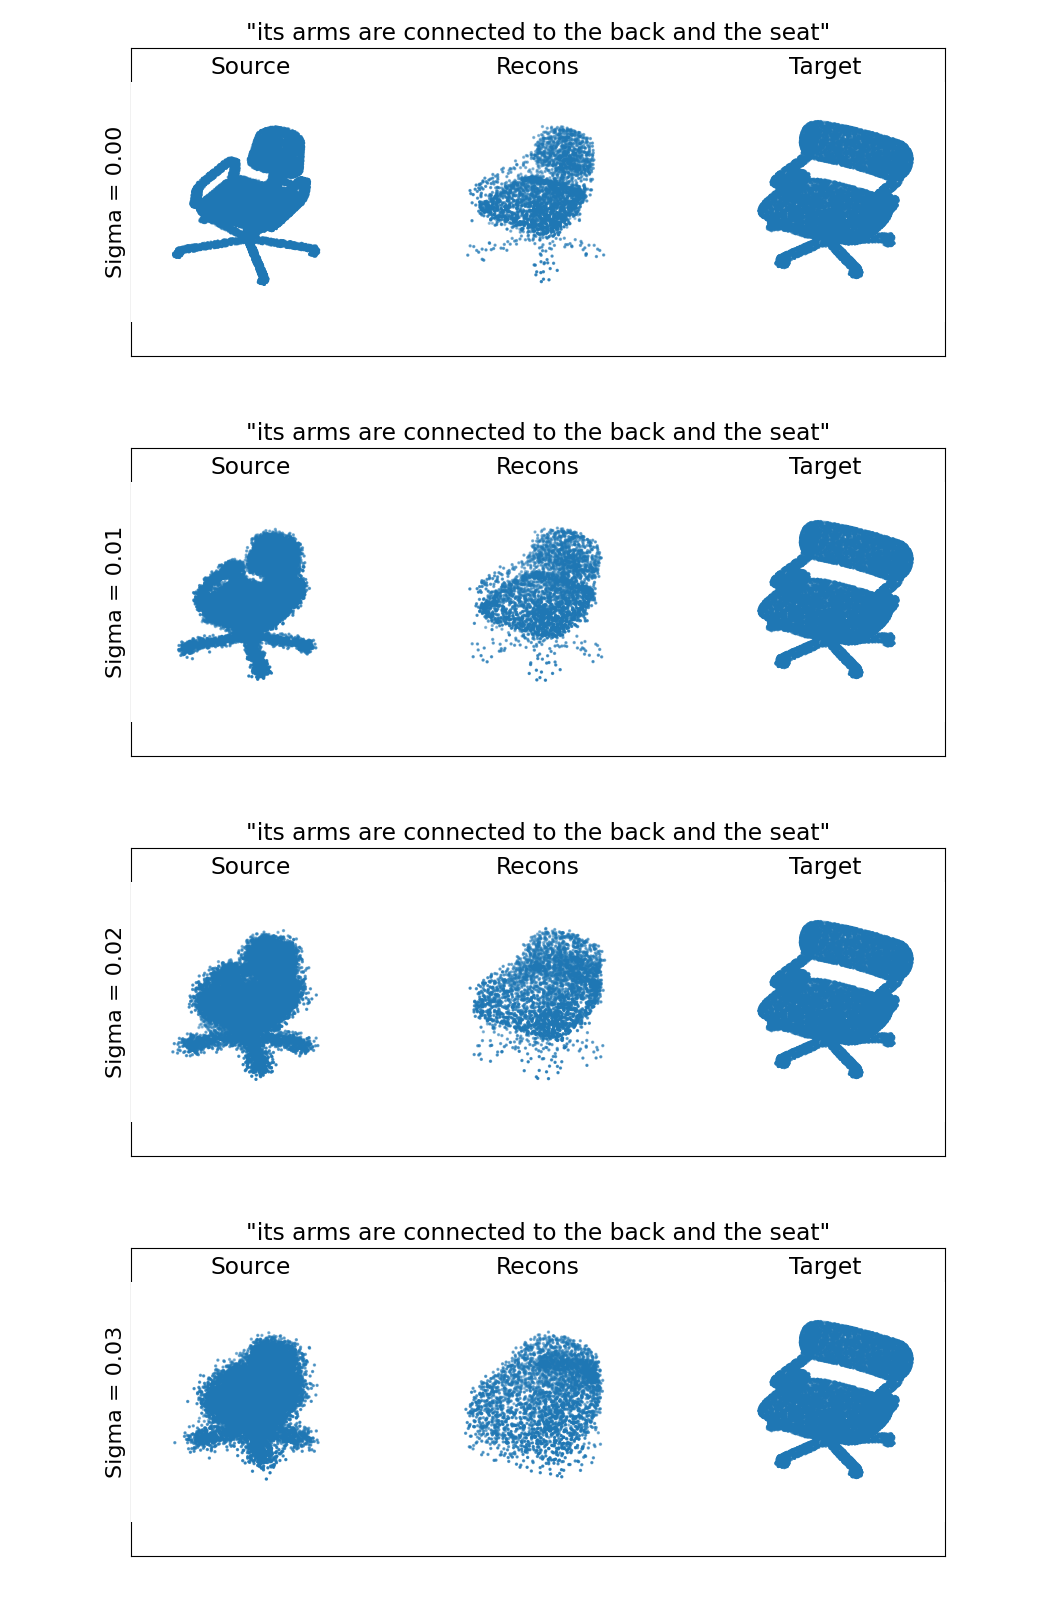 "its arms are connected to the back and the seat"
Source Recons Target
Sigma = 0.00
"its arms are connected to the back and the seat"
Source Recons Target
Sigma = 0.01
"its arms are connected to the back and the seat"
Source Recons Target
Sigma = 0.02
"its arms are connected to the back and the seat"
Source Recons Target
Sigma = 0.03